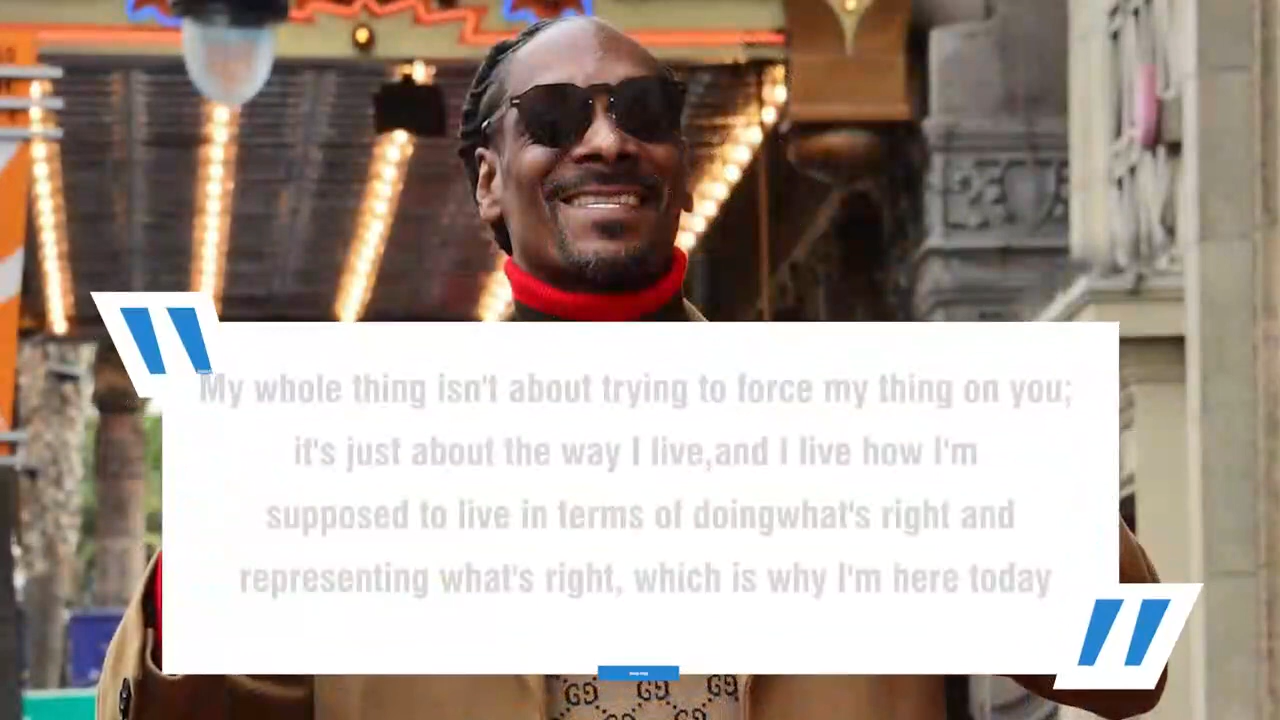 My whole thing isn't about trying to force my thing on you;
it's just about the way I live,and I live how I'm
supposed to live in terms of doingwhat's right and
representing what's right, which is why I'm here today